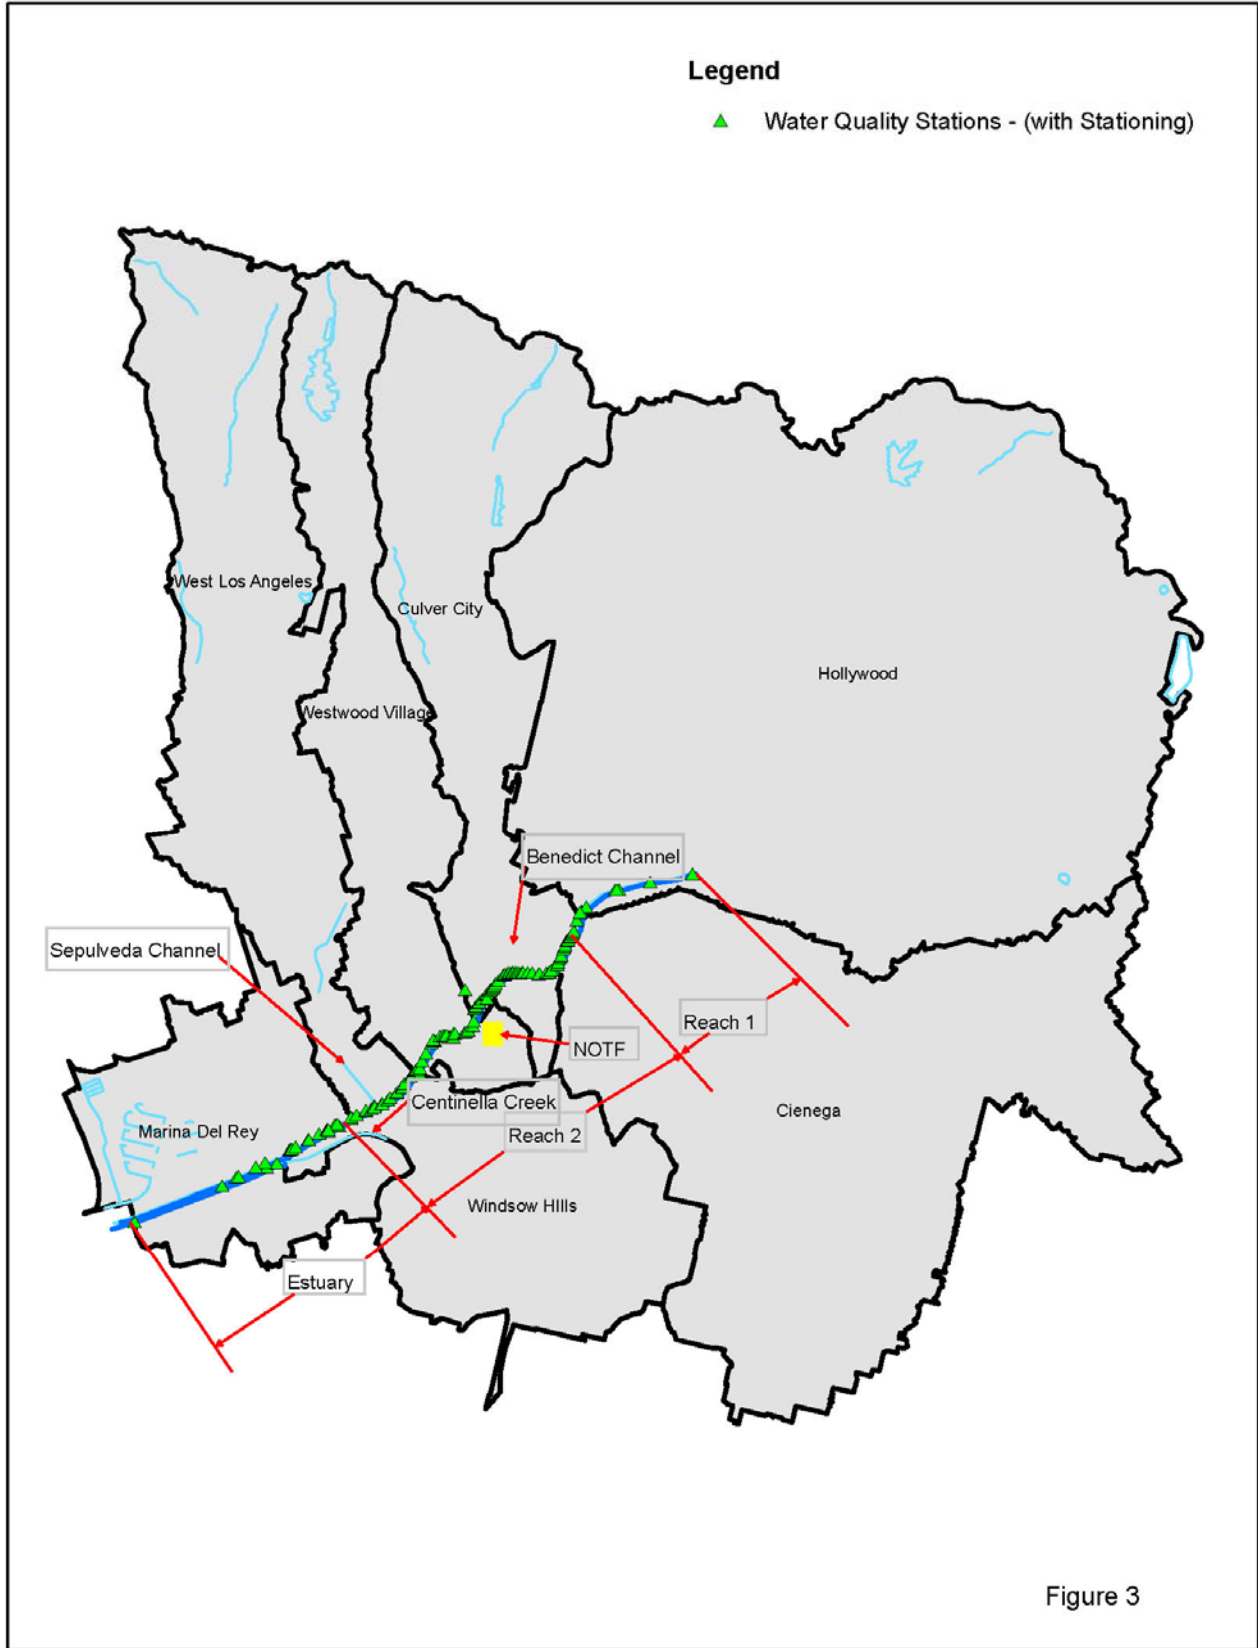 Legend
Water Quality Stations - (with Stationing)
West Los Angeles
Culver City
Hollywood
Westwood Village
Benedict Channel
Sepulveda Channel
Reach 1
NOTF
Centinella Creek
Cienega
Marina Del Rey
Reach 2
Windsow HIlls
Estuary
Figure 3